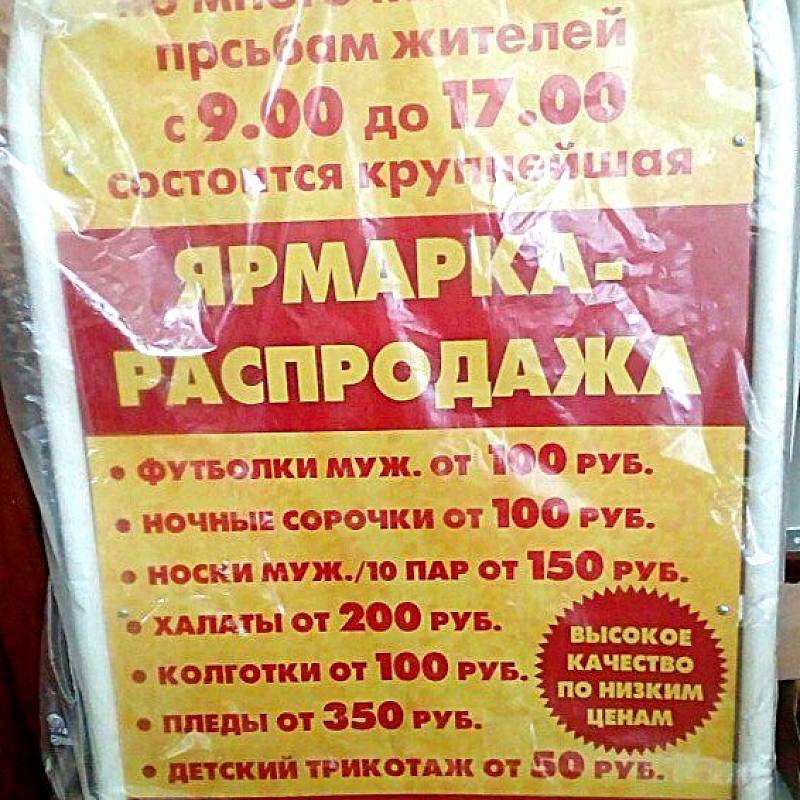 прсьбам жителей
с 9.00 до 17.00
состоится крупнейшая
ЯРМАРКА-
РАСПРОДАЖА
• ФУТБОЛКИ МУЖ. ОТ 100 РУБ.
• НОЧНЫЕ СОРОЧКИ ОТ 100 РУБ.
• НОСКИ МУЖ./10 ПАР ОТ 150 РУБ.
• ХАЛАТЫ ОТ 200 РУБ.
• КОЛГОТКИ ОТ 100 РУБ.
• ПЛЕДЫ ОТ 350 РУБ.
• ДЕТСКИЙ ТРИКОТАЖ ОТ 50 РУБ.
ВЫСОКОЕ
КАЧЕСТВО
ПО НИЗКИМ
ЦЕНАМ